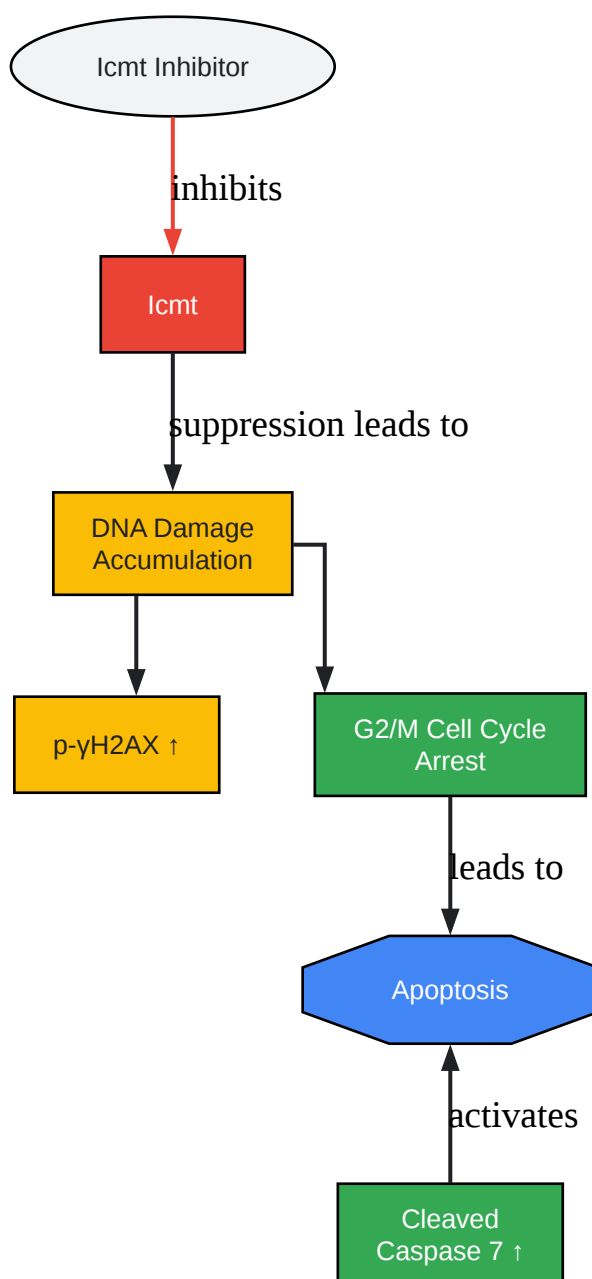 Icmt Inhibitor
inhibits
Icmt
suppression leads to
DNA Damage
Accumulation
p-γH2AX ↑
G2/M Cell Cycle
Arrest
leads to
Apoptosis
activates
Cleaved
Caspase 7 ↑